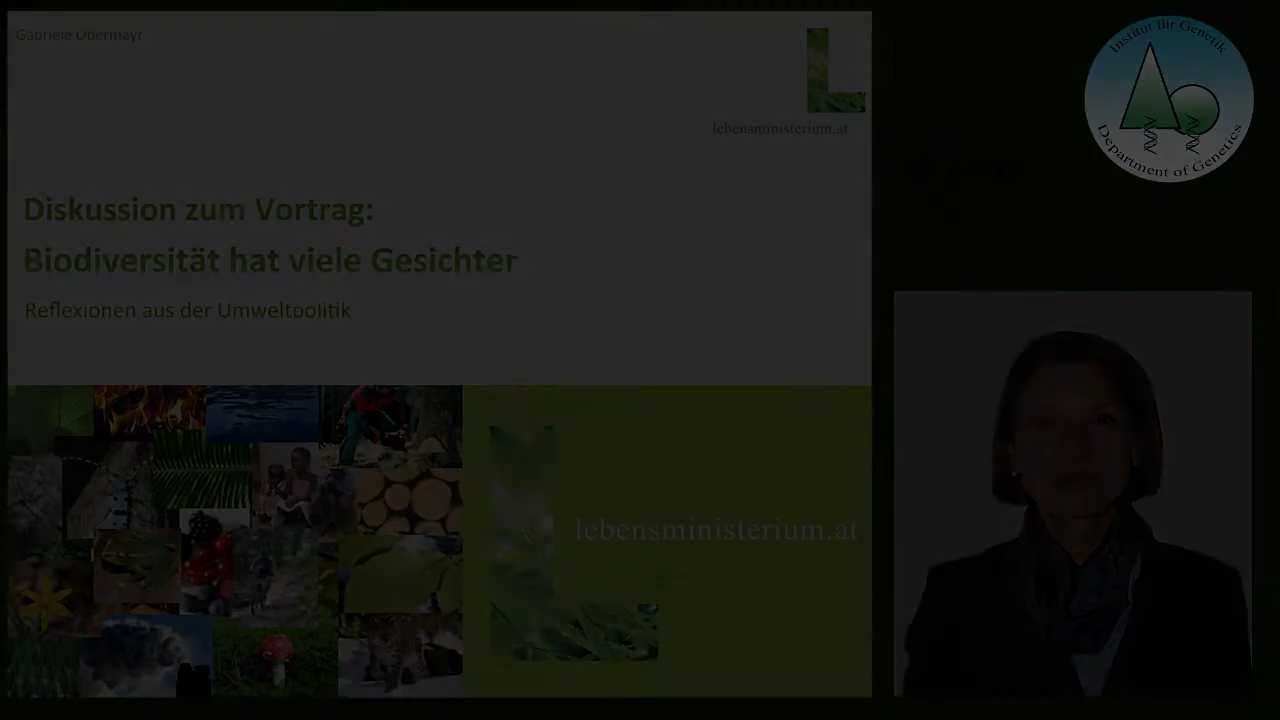 Gabriele Obermayr
lebensministerium.at
Diskussion zum Vortrag:
Biodiversität hat viele Gesichter
Reflexionen aus der Umweltpolitik
lebensministerium.at
Institut für Genetik
Department of Genetics